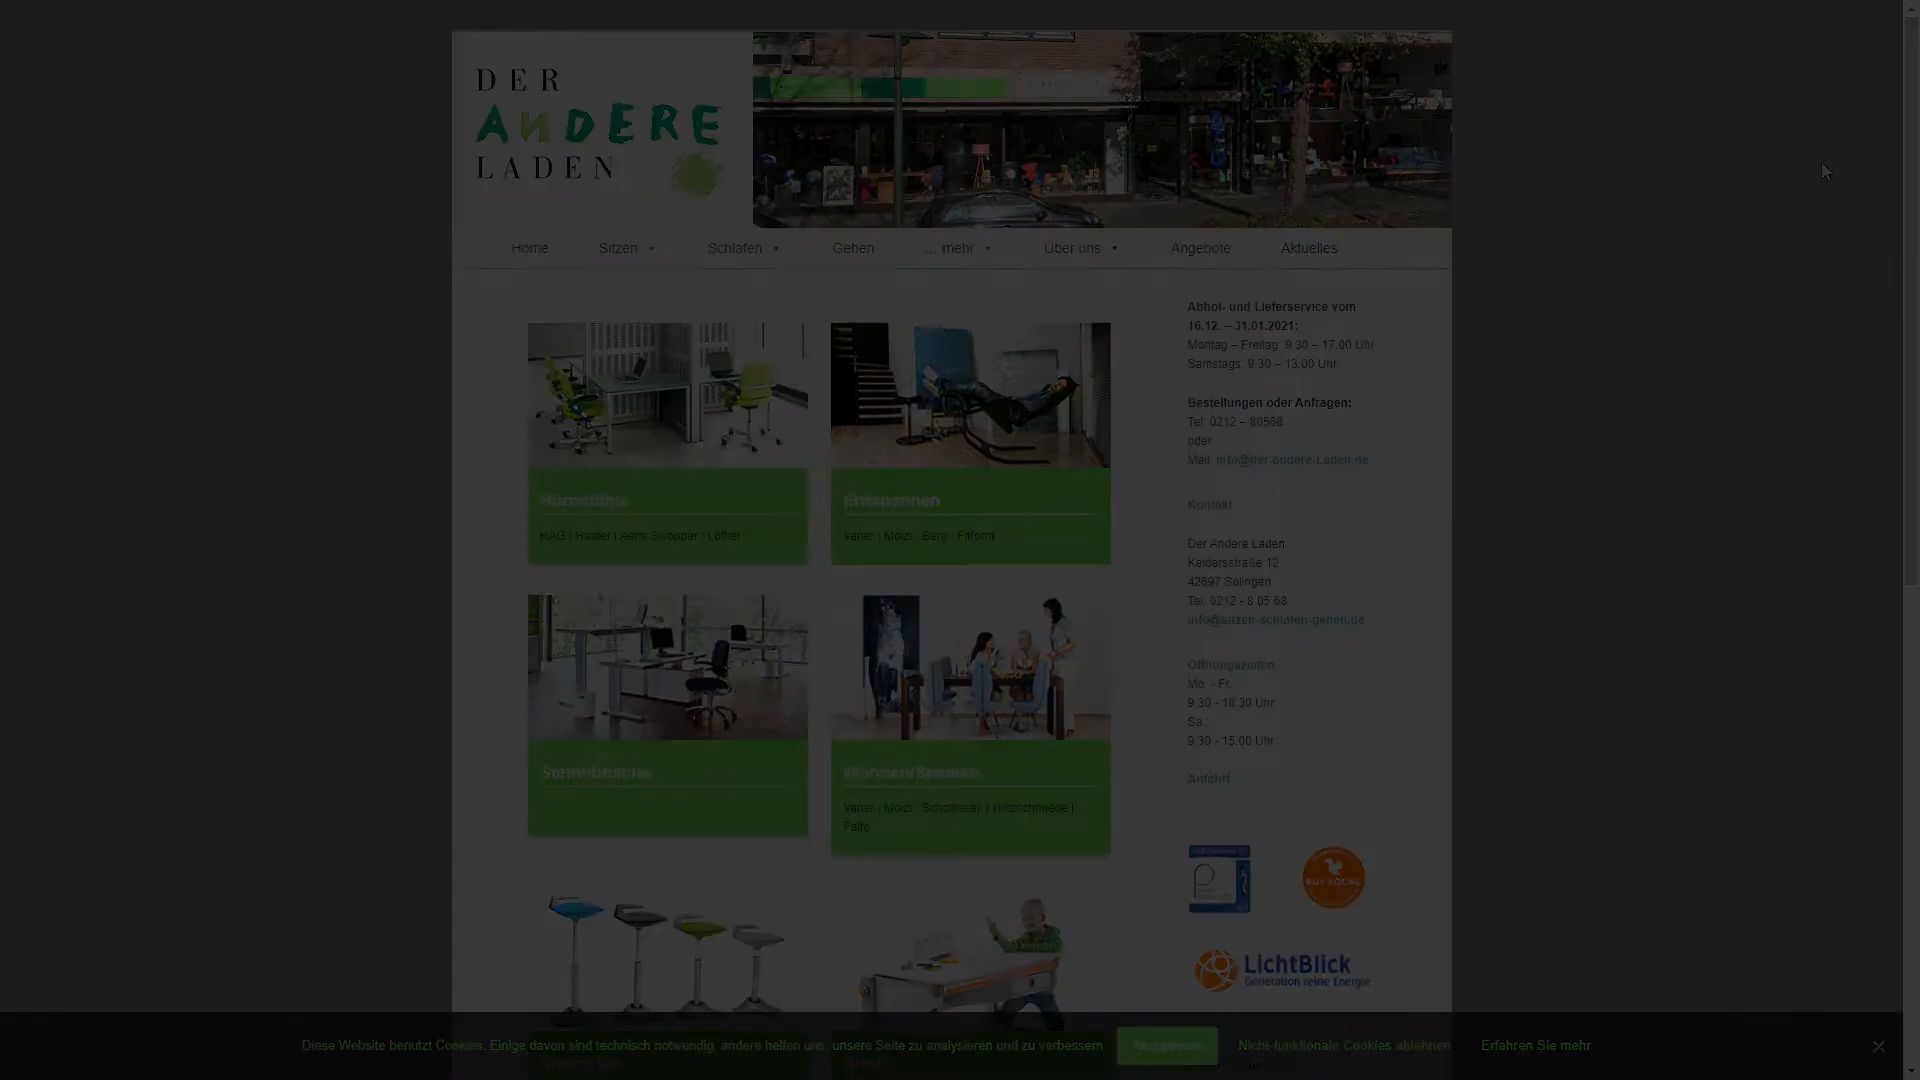 DER
ANDERE
LADEN
Home Sitzen Schlafen Gehen ... mehr Über uns Angebote Aktuelles
Abhol- und Lieferservice vom
16.12. – 31.01.2021:
Montag – Freitag: 9.30 – 17.00 Uhr
Samstags: 9.30 – 13.00 Uhr
Bestellungen oder Anfragen:
Tel: 0212 – 80568
oder
Mail: info@der-andere-Laden.de
Kontakt
Der Andere Laden
Keldersstraße 12
42697 Solingen
Tel. 0212 - 8 05 68
info@sitzen-schlafen-gehen.de
Öffnungszeiten
Mo. - Fr.
9.30 - 18:30 Uhr
Sa.:
9.30 - 15:00 Uhr
Anfahrt
Bürostühle
HAG | Haider | Aeris Swopper | Löffler
Entspannen
Varier | Moizi | Berg | Fitform
Wohnen/Speisen
Varier | Moizi | Scholtissek | Holzschmiede |
BUY LOCAL
LichtBlick
Generation reine Energie
Diese Website benutzt Cookies. Einige davon sind technisch notwendig, andere helfen uns, unsere Seite zu analysieren und zu verbessern. Akzeptieren Nicht-funktionale Cookies ablehnen Erfahren Sie mehr